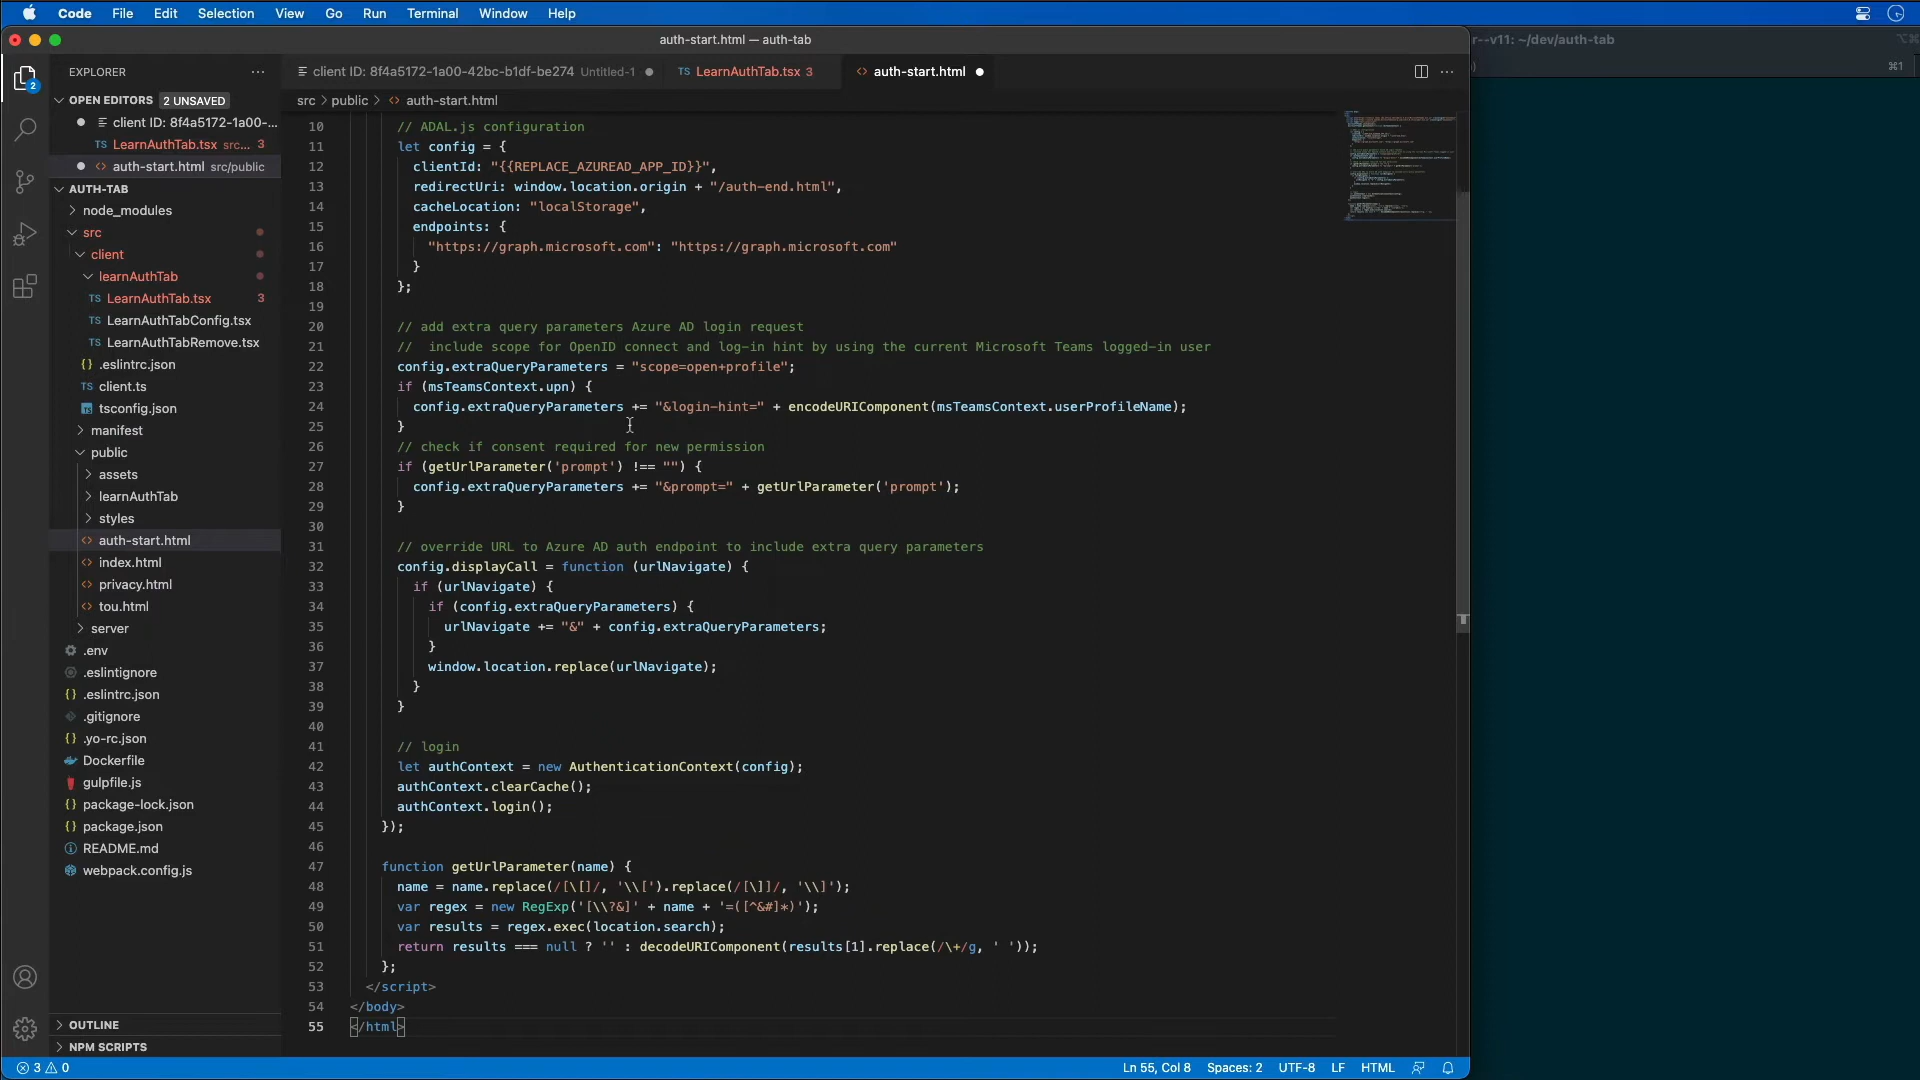 Code File Edit Selection View Go Run Terminal Window Help
auth-start.html — auth-tab
r--v11: ~/dev/auth-tab
⌥⌘
EXPLORER
client ID: 8f4a5172-1a00-42bc-b1df-be274 Untitled-1
TS LearnAuthTab.tsx 3
auth-start.html
⌘1
OPEN EDITORS 2 UNSAVED
src > public > auth-start.html
client ID: 8f4a5172-1a00-...
TS LearnAuthTab.tsx src... 3
auth-start.html src/public
AUTH-TAB
node_modules
src
client
learnAuthTab
TS LearnAuthTab.tsx 3
TS LearnAuthTabConfig.tsx
TS LearnAuthTabRemove.tsx
{} .eslintrc.json
TS client.ts
tsconfig.json
manifest
public
assets
learnAuthTab
styles
auth-start.html
index.html
privacy.html
tou.html
server
.env
.eslintignore
{} .eslintrc.json
.gitignore
{} .yo-rc.json
Dockerfile
gulpfile.js
{} package-lock.json
{} package.json
README.md
webpack.config.js
OUTLINE
NPM SCRIPTS
2
10 // ADAL.js configuration
11 let config = {
12 clientId: "{{REPLACE_AZUREAD_APP_ID}}",
13 redirectUri: window.location.origin + "/auth-end.html",
14 cacheLocation: "localStorage",
15 endpoints: {
16 "https://graph.microsoft.com": "https://graph.microsoft.com"
17 }
18 };
19
20 // add extra query parameters Azure AD login request
21 //  include scope for OpenID connect and log-in hint by using the current Microsoft Teams logged-in user
22 config.extraQueryParameters = "scope=open+profile";
23 if (msTeamsContext.upn) {
24 config.extraQueryParameters += "&login-hint=" + encodeURIComponent(msTeamsContext.userProfileName);
25 }
26 // check if consent required for new permission
27 if (getUrlParameter('prompt') !== "") {
28 config.extraQueryParameters += "&prompt=" + getUrlParameter('prompt');
29 }
30
31 // override URL to Azure AD auth endpoint to include extra query parameters
32 config.displayCall = function (urlNavigate) {
33 if (urlNavigate) {
34 if (config.extraQueryParameters) {
35 urlNavigate += "&" + config.extraQueryParameters;
36 }
37 window.location.replace(urlNavigate);
38 }
39 }
40
41 // login
42 let authContext = new AuthenticationContext(config);
43 authContext.clearCache();
44 authContext.login();
45 });
46
47 function getUrlParameter(name) {
48 name = name.replace(/[\[]/, '\\[').replace(/[\]]/, '\\]');
49 var regex = new RegExp('[\\?&]' + name + '=([^&#]*)');
50 var results = regex.exec(location.search);
51 return results === null ? '' : decodeURIComponent(results[1].replace(/\+/g, ' '));
52 };
53 </script>
54 </body>
55 </html>
3 0
Ln 55, Col 8 Spaces: 2 UTF-8 LF HTML